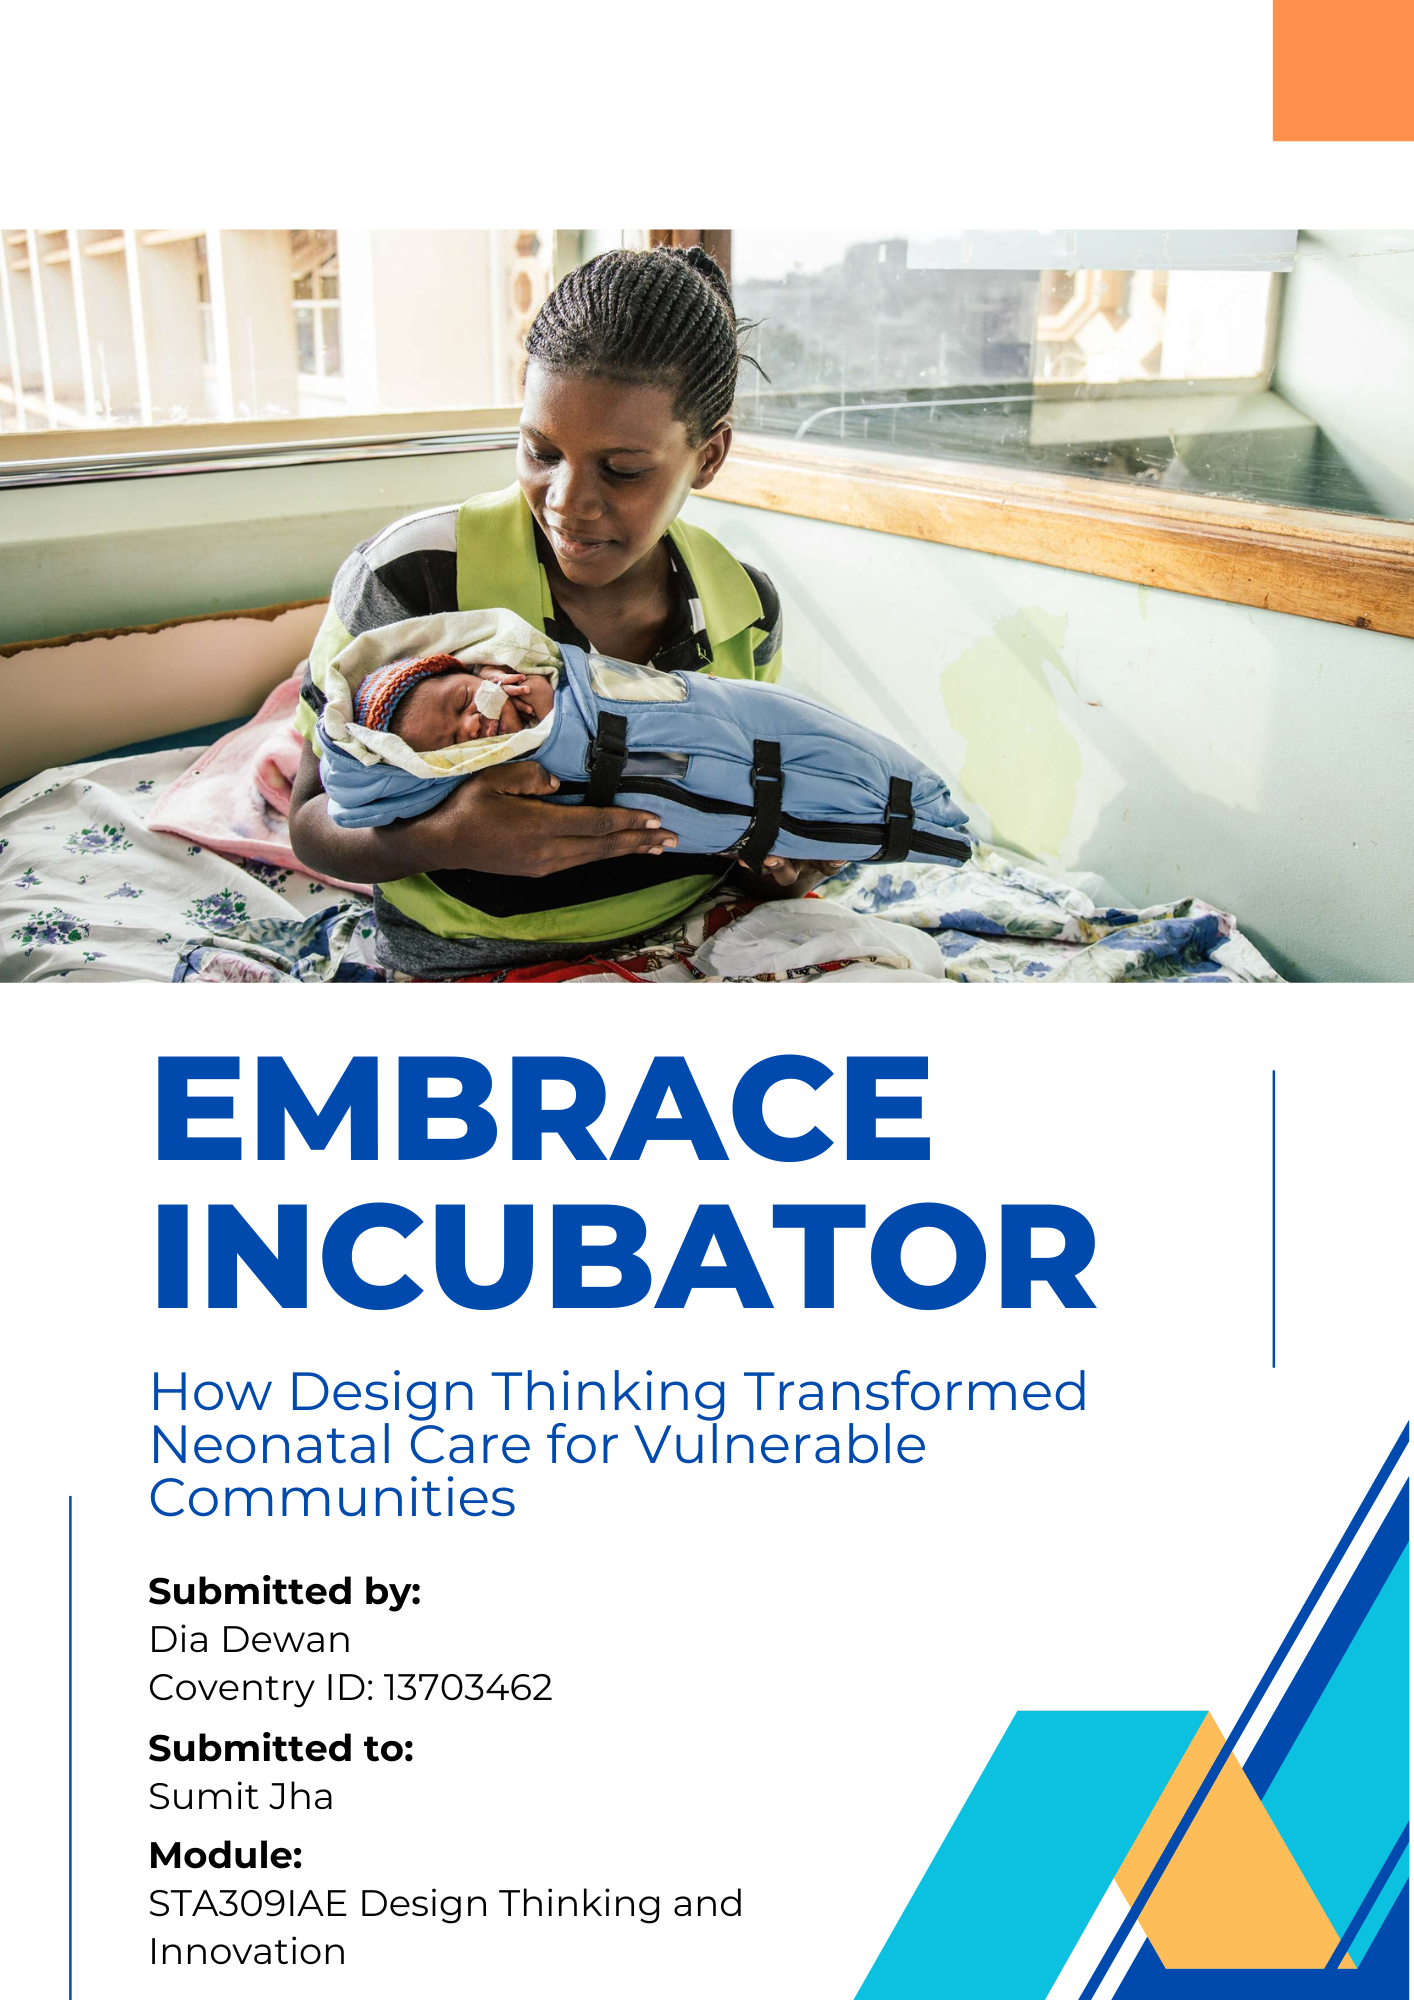 EMBRACE
INCUBATOR
How Design Thinking Transformed
Neonatal Care for Vulnerable
Communities
Submitted by:
Dia Dewan
Coventry ID: 13703462
Submitted to:
Sumit Jha
Module:
STA309IAE Design Thinking and
Innovation